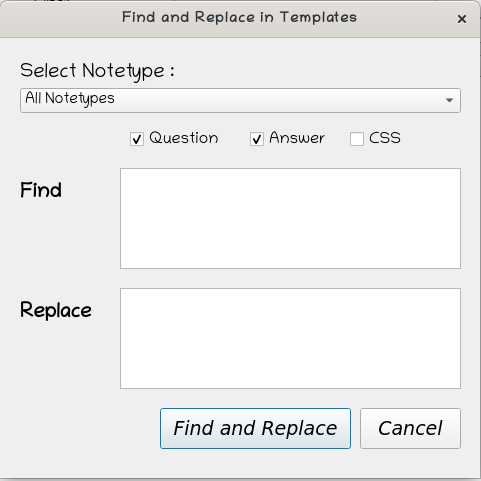 Find and Replace in Templates
Select Notetype :
All Notetypes
Question Answer CSS
Find
Replace
Find and Replace Cancel